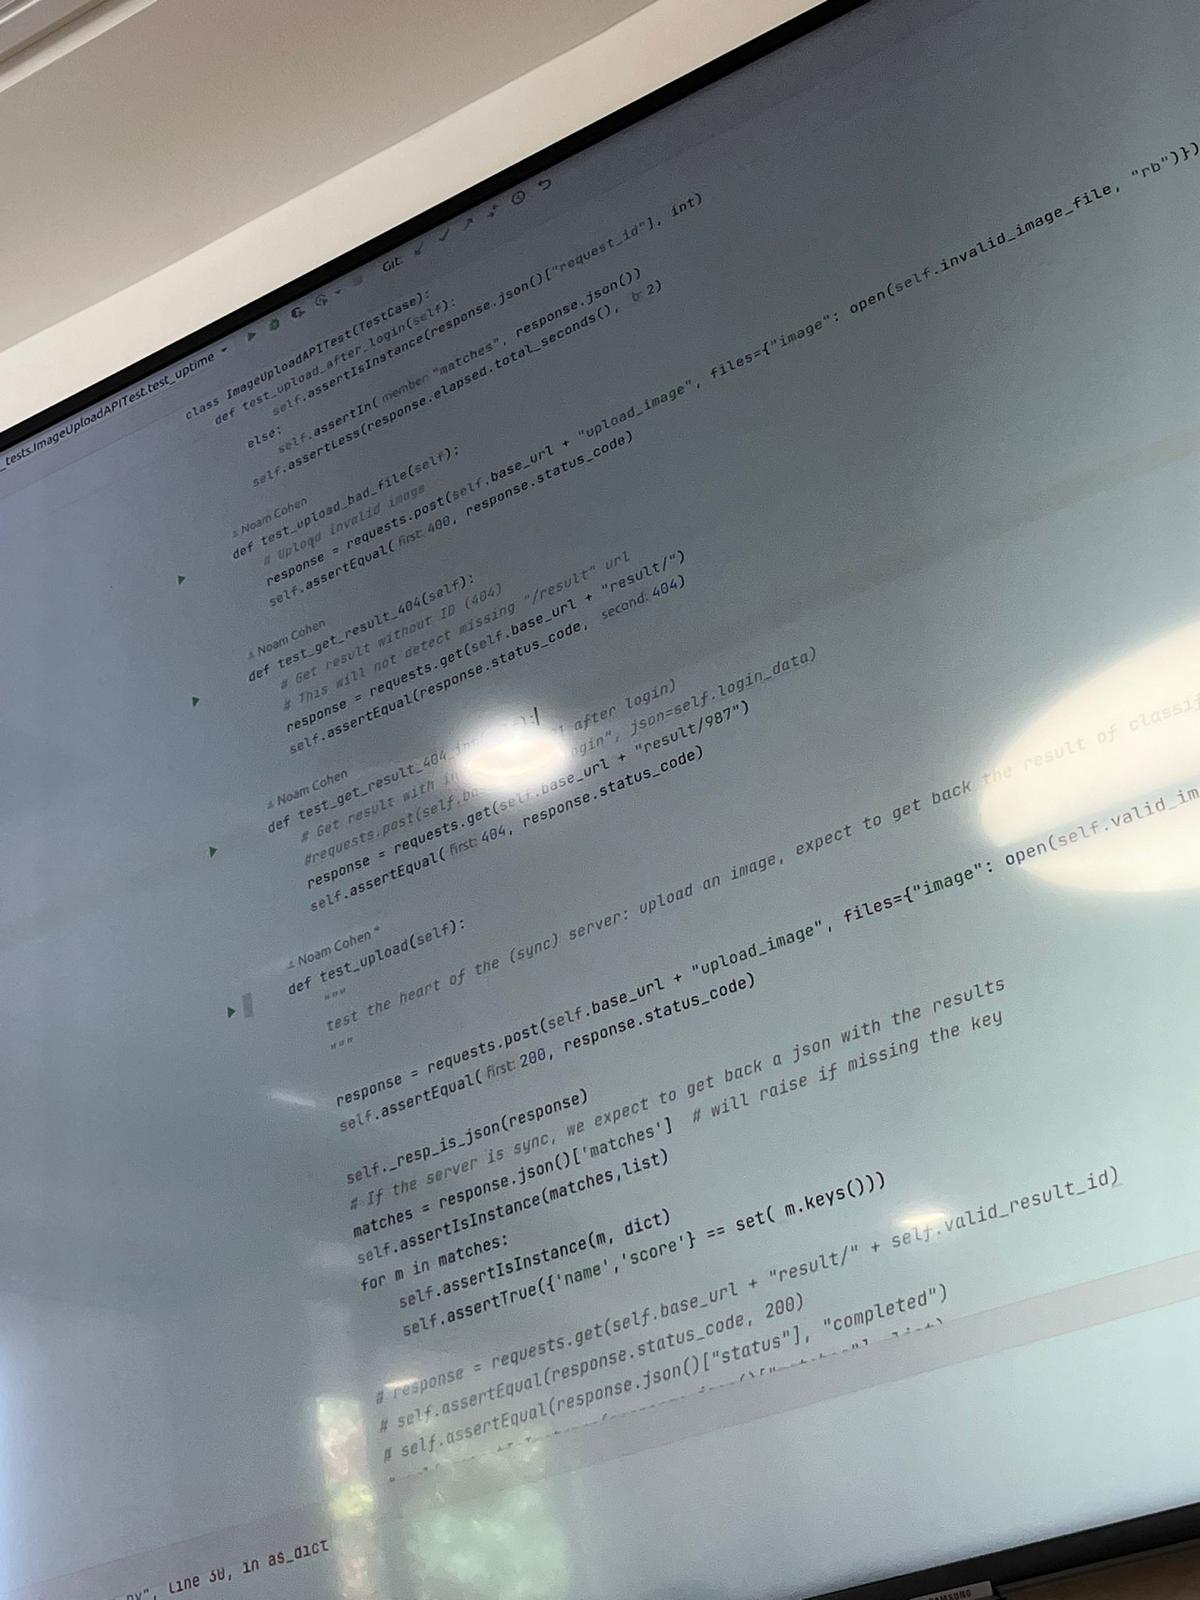 _tests.ImageUploadAPITest.test_uptime
Git:
class ImageUploadAPITest(TestCase):
def test_upload_after_login(self):
self.assertIsInstance(response.json()["request_id"], int)
else:
self.assertIn( member "matches", response.json())
self.assertLess(response.elapsed.total_seconds(), b: 2)
Noam Cohen
def test_upload_bad_file(self):
# Upload invalid image
response = requests.post(self.base_url + "upload_image", files={"image": open(self.invalid_image_file, "rb")})
self.assertEqual( first: 400, response.status_code)
Noam Cohen
def test_get_result_404(self):
# Get result without ID (404)
# This will not detect missing "/result" url
response = requests.get(self.base_url + "result/")
self.assertEqual(response.status_code, second: 404)
Noam Cohen
def test_get_result_404_
# Get result with after login)
#requests.post(self. json=self.login_data)
response = requests.get(self.base_url + "result/987")
self.assertEqual( first: 404, response.status_code)
Noam Cohen *
def test_upload(self):
"""
test the heart of the (sync) server: upload an image, expect to get back the result of classif
"""
response = requests.post(self.base_url + "upload_image", files={"image": open(self.valid_im
self.assertEqual( first: 200, response.status_code)
self._resp_is_json(response)
# If the server is sync, we expect to get back a json with the results
matches = response.json()['matches'] # will raise if missing the key
self.assertIsInstance(matches,list)
for m in matches:
self.assertIsInstance(m, dict)
self.assertTrue({'name','score'} == set( m.keys()))
# response = requests.get(self.base_url + "result/" + self.valid_result_id)
# self.assertEqual(response.status_code, 200)
# self.assertEqual(response.json()["status"], "completed")
py", line 30, in as_dict
SAMSUNG